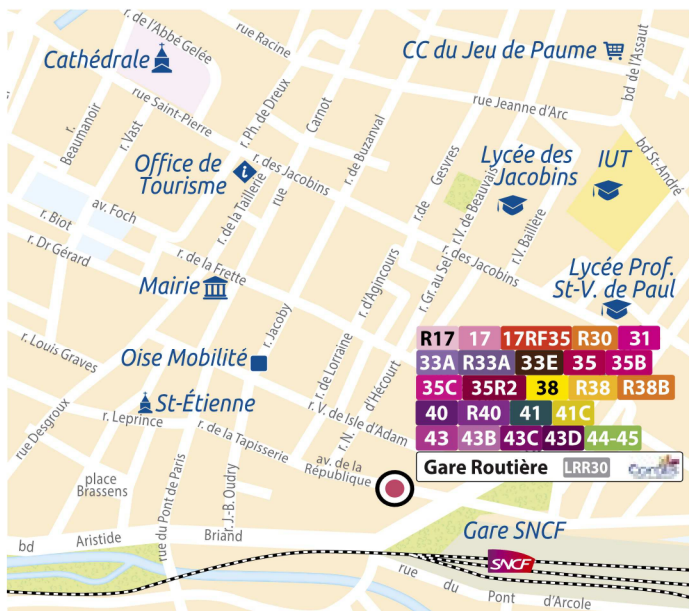 r. de l'Abbé Gelée
rue Racine
Cathédrale
CC du Jeu de Paume
bd de l'Assaut
rue Saint-Pierre
r. Ph. de Dreux
Carnot
rue Jeanne d'Arc
r.
Beaumanoir
r. Vast
r. de Buzanval
bd St-André
Office de
Tourisme
r. des Jacobins
r.de Gesvres
Lycée des
Jacobins
IUT
r. de la Taillerie
rue
r.V. de Beauvais
r.V. Baillère
av. Foch
r. Biot
r. Dr Gérard
r. de la Frette
r. d'Agincours
r. Gr. au Sel
r. des Jacobins
Lycée Prof.
St-V. de Paul
Mairie
r. Jacoby
r. Louis Graves
Oise Mobilité
r. de Lorraine
r. N. d'Hécourt
R17 17 17RF35 R30 31
33A R33A 33E 35 35B
35C 35R2 38 R38 R38B
40 R40 41 41C
43 43B 43C 43D 44-45
Gare Routière LRR30
St-Étienne
rue Desgroux
r. Leprince
r. V. de Isle d'Adam
r. de la Tapisserie
av. de la
République
place
Brassens
rue du Pont de Paris
r. J.-B. Oudry
Gare SNCF
SNCF
bd Aristide Briand
rue du Pont d'Arcole